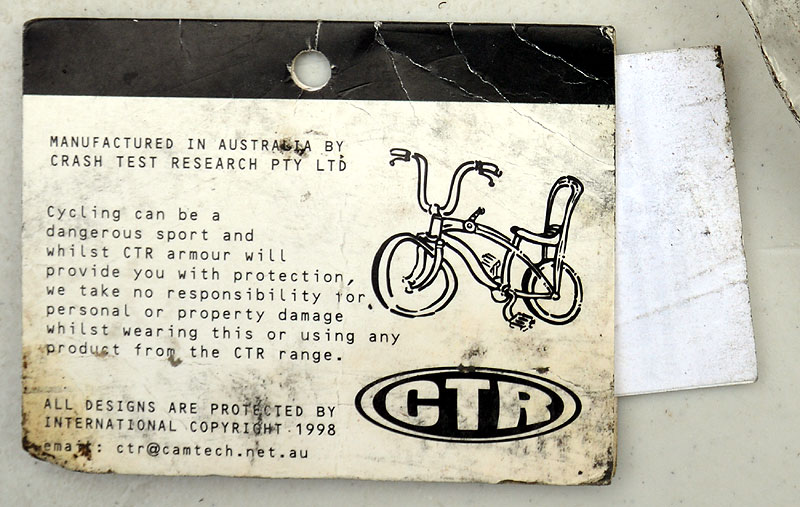 MANUFACTURED IN AUSTRALIA BY
CRASH TEST RESEARCH PTY LTD
Cycling can be a
dangerous sport and
whilst CTR armour will
provide you with protection,
we take no responsibility for
personal or property damage
whilst wearing this or using any
product from the CTR range.
ALL DESIGNS ARE PROTECTED BY
INTERNATIONAL COPYRIGHT 1998
email: ctr@camtech.net.au
CTR